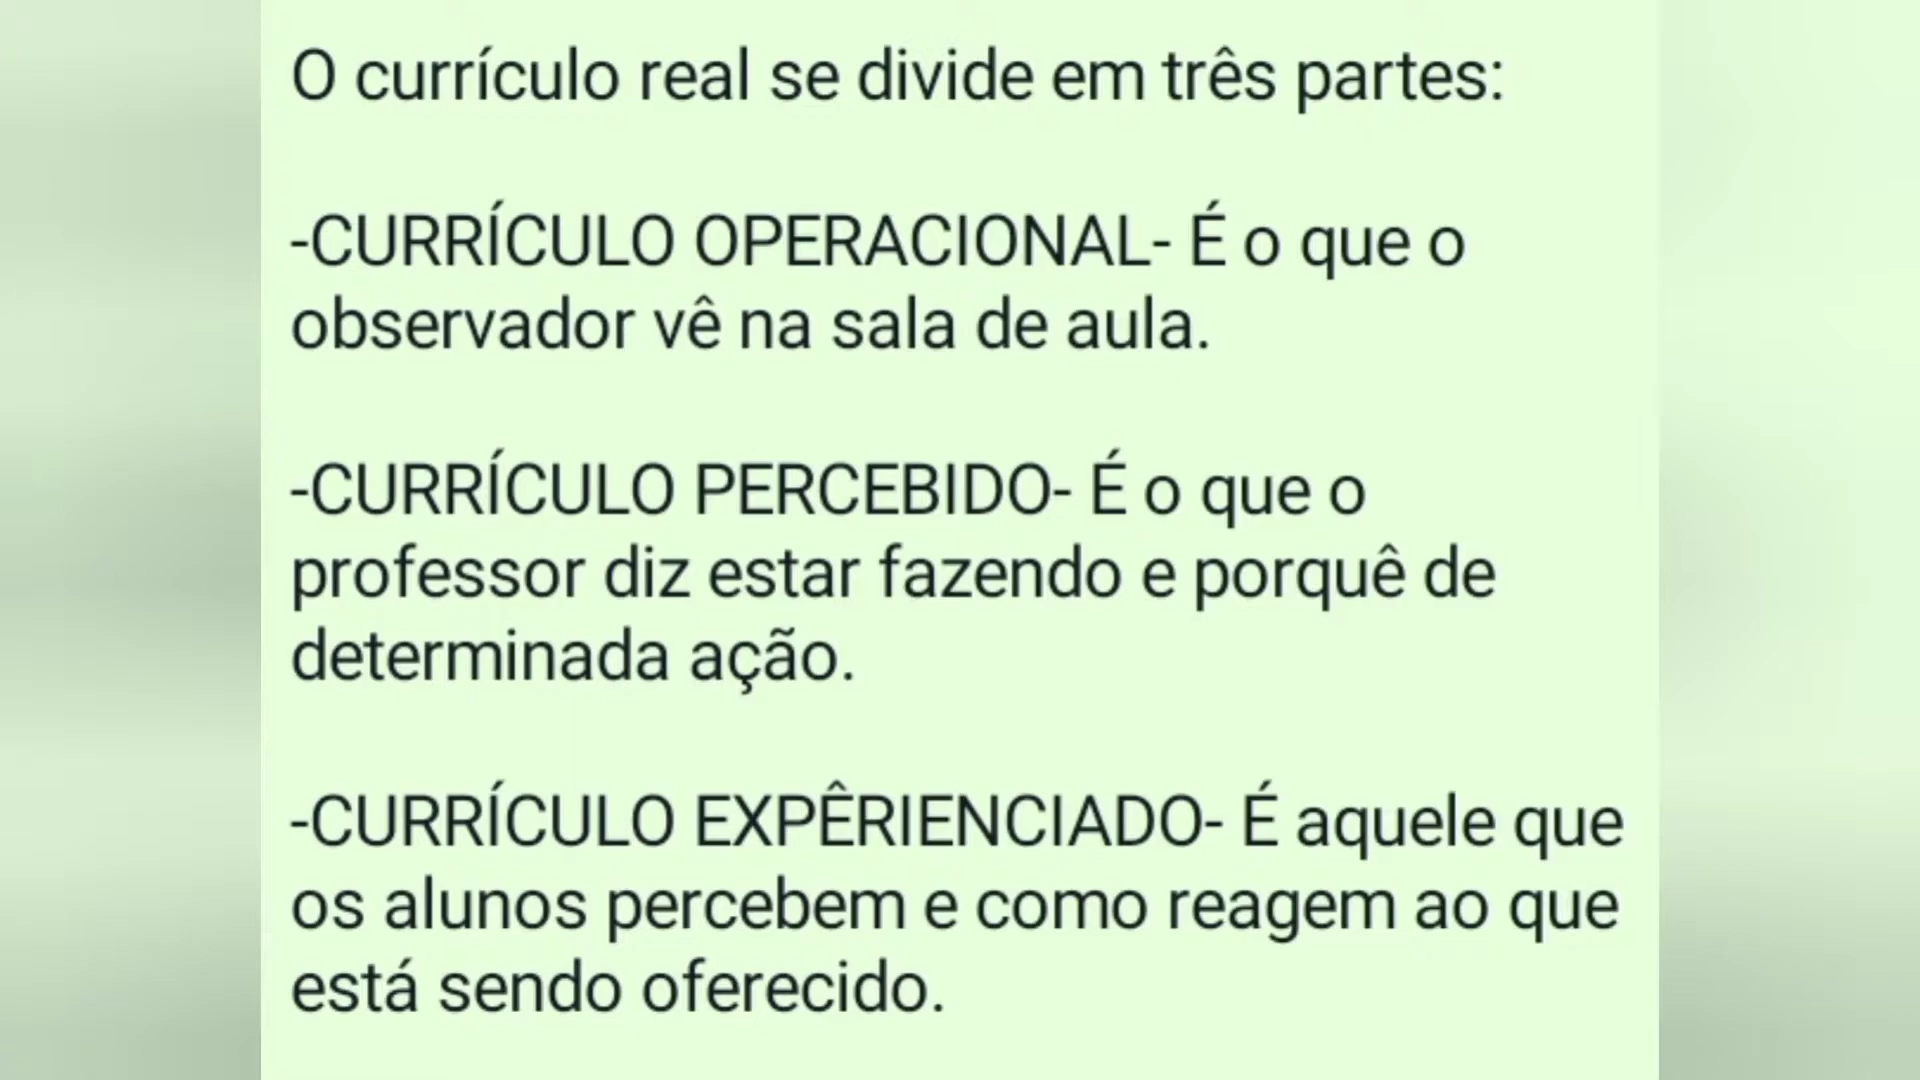 O currículo real se divide em três partes:
-CURRÍCULO OPERACIONAL- É o que o
observador vê na sala de aula.
-CURRÍCULO PERCEBIDO- É o que o
professor diz estar fazendo e porquê de
determinada ação.
-CURRÍCULO EXPÊRIENCIADO- É aquele que
os alunos percebem e como reagem ao que
está sendo oferecido.